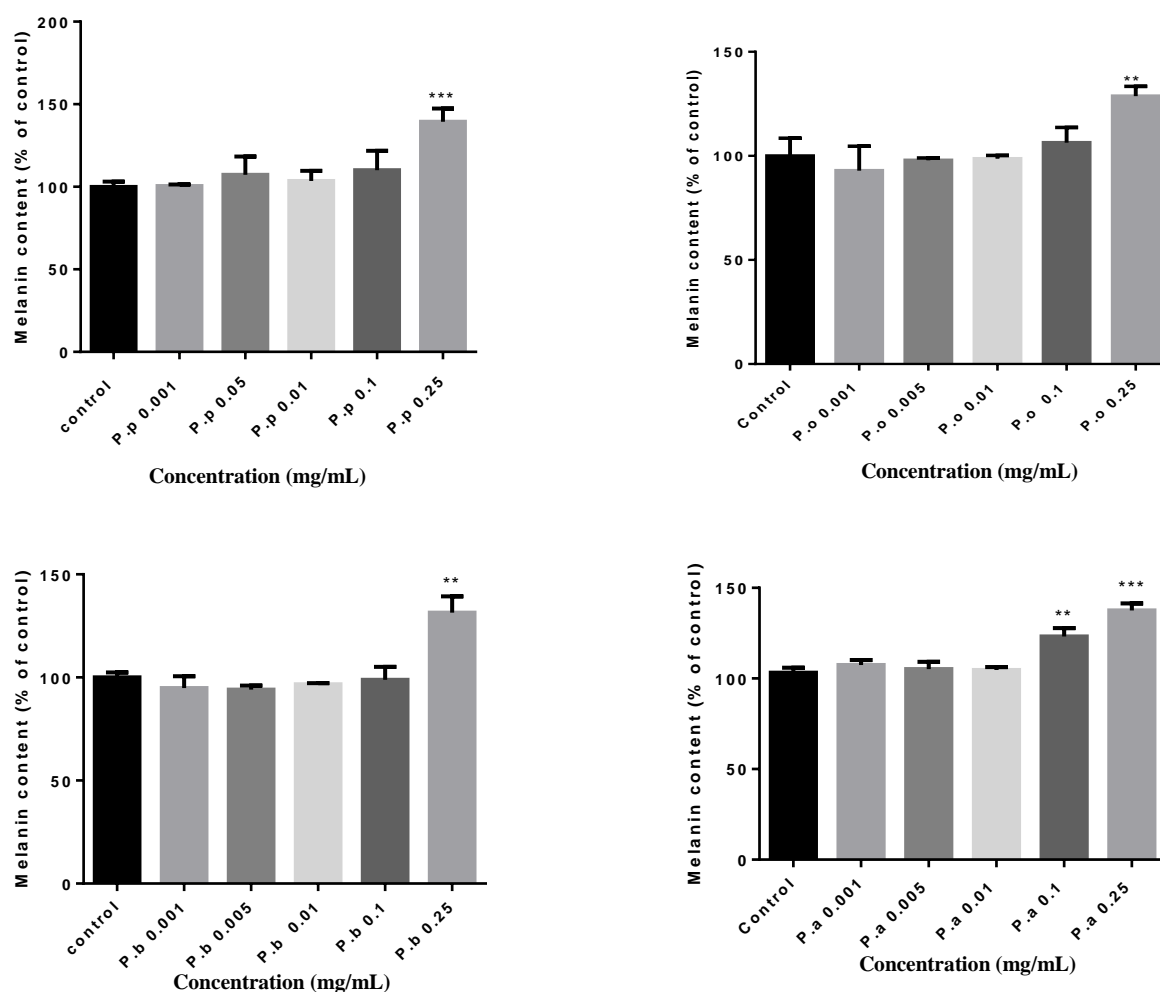 Melanin content (% of control)
200
150
100
50
0
***
control
P.p 0.001
P.p 0.05
P.p 0.01
P.p 0.1
P.p 0.25
Concentration (mg/mL)
Melanin content (% of control)
150
100
50
0
**
Control
P.o 0.001
P.o 0.005
P.o 0.01
P.o 0.1
P.o 0.25
Concentration (mg/mL)
Melanin content (% of control)
150
100
50
0
**
control
P.b 0.001
P.b 0.005
P.b 0.01
P.b 0.1
P.b 0.25
Concentration (mg/mL)
Melanin content (% of control)
150
100
50
0
**
***
Control
P.a 0.001
P.a 0.005
P.a 0.01
P.a 0.1
P.a 0.25
Concentration (mg/mL)